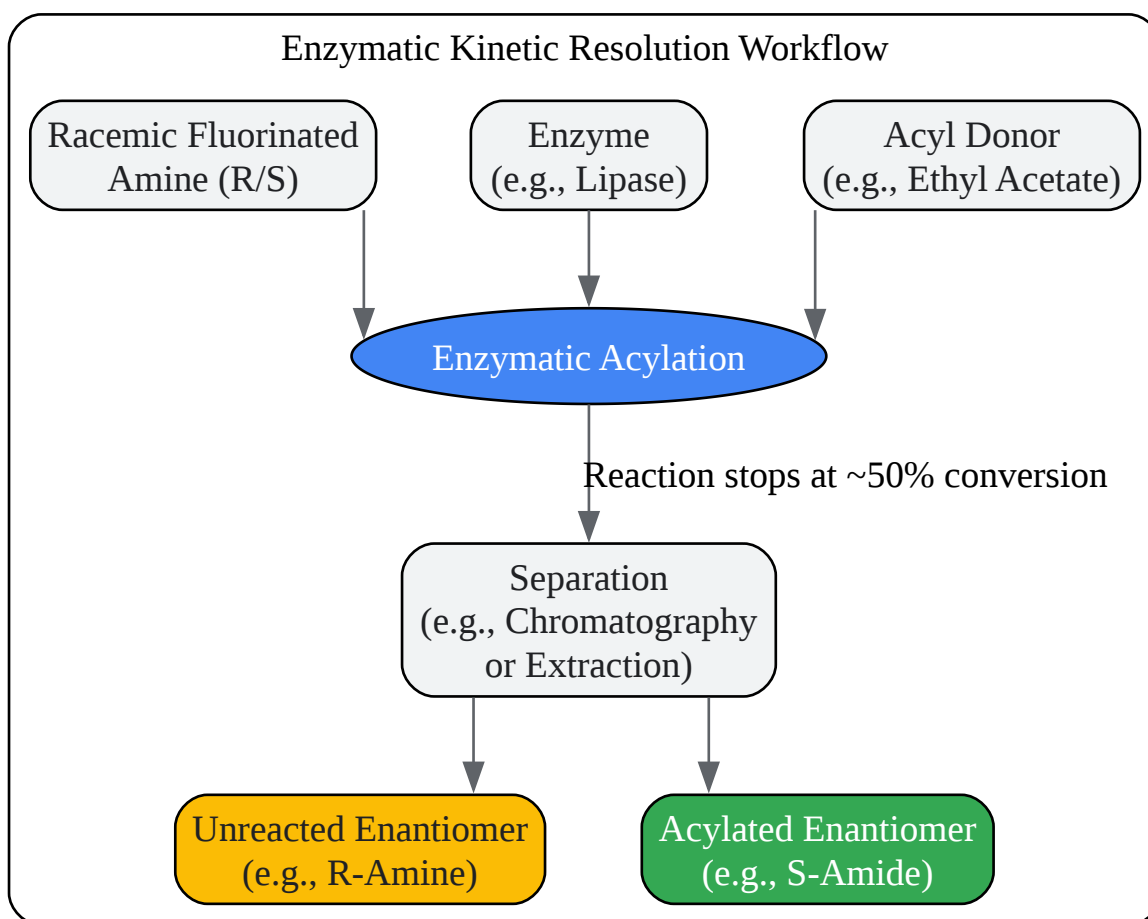 Enzymatic Kinetic Resolution Workflow
Racemic Fluorinated
Amine (R/S)
Enzyme
(e.g., Lipase)
Acyl Donor
(e.g., Ethyl Acetate)
Enzymatic Acylation
Reaction stops at ~50% conversion
Separation
(e.g., Chromatography
or Extraction)
Unreacted Enantiomer
(e.g., R-Amine)
Acylated Enantiomer
(e.g., S-Amide)